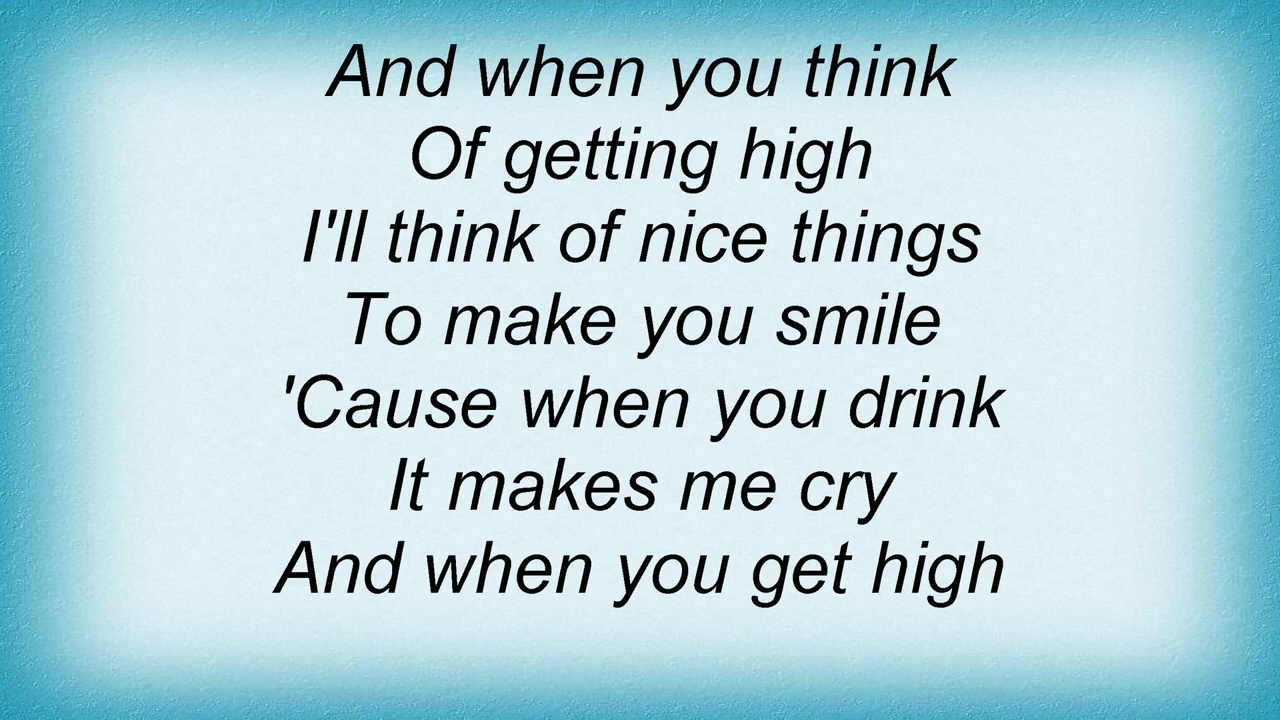 And when you think
Of getting high
I'll think of nice things
To make you smile
'Cause when you drink
It makes me cry
And when you get high